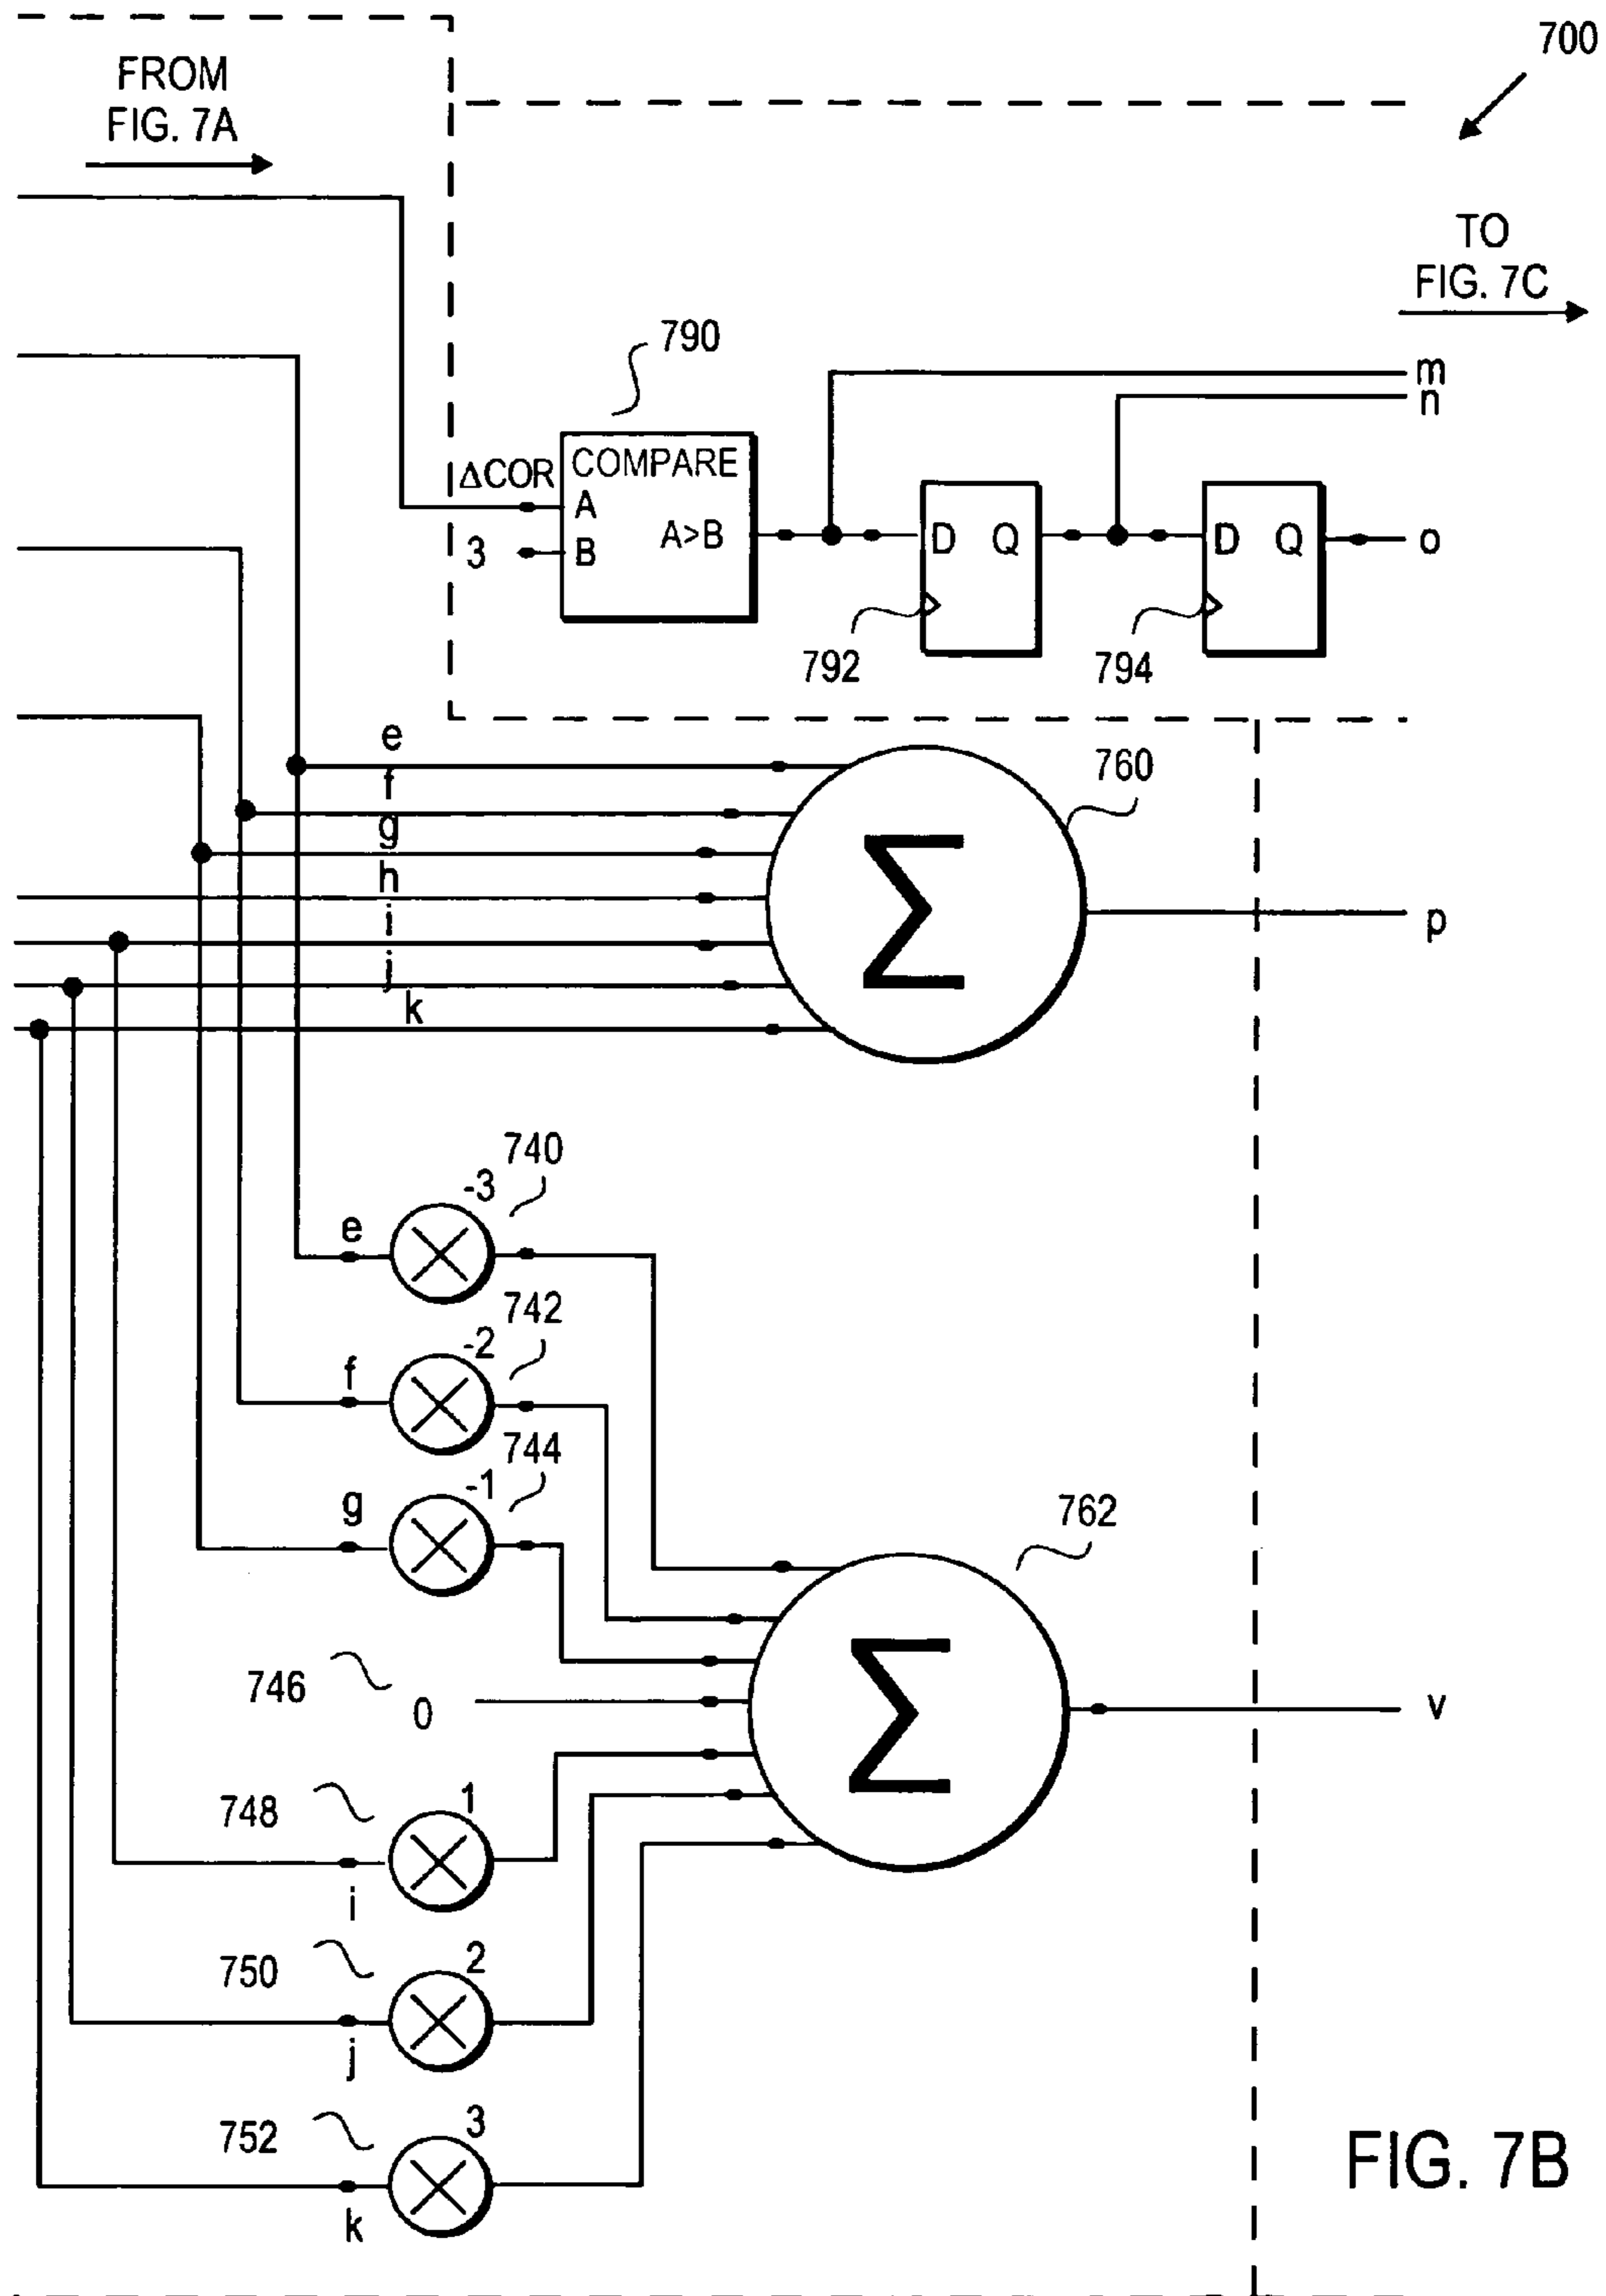 700
FROM
FIG. 7A
TO
FIG. 7C
790
m
n
ΔCOR
COMPARE
A
3
B
A>B
D Q
D Q
o
792
794
e
f
g
h
i
j
k
760
Σ
p
740
-3
e
742
-2
f
744
-1
g
762
746
0
Σ
v
748
1
i
750
2
j
752
3
k
FIG. 7B